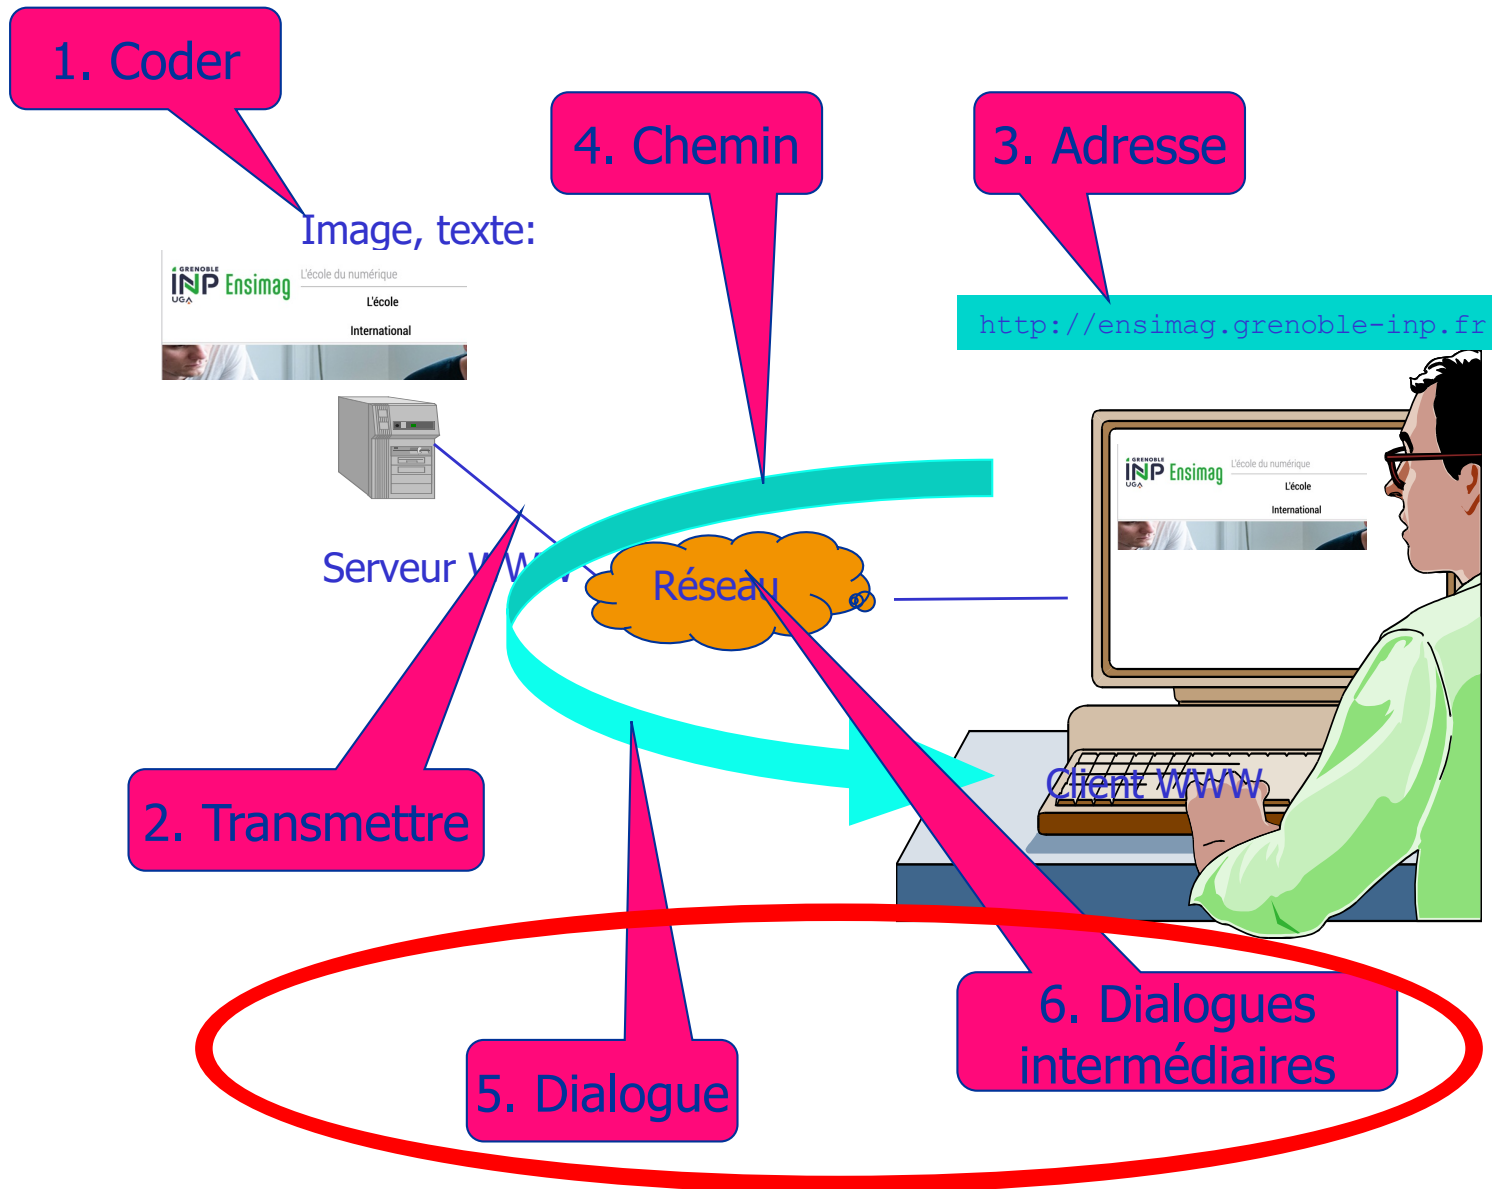 1. Coder
4. Chemin
3. Adresse
Image, texte:
GRENOBLE
INP Ensimag
UGA
L'école du numérique
L'école
International
http://ensimag.grenoble-inp.fr
GRENOBLE
INP Ensimag
UGA
L'école du numérique
L'école
International
Serveur WWW
Réseau
Client WWW
2. Transmettre
6. Dialogues
intermédiaires
5. Dialogue